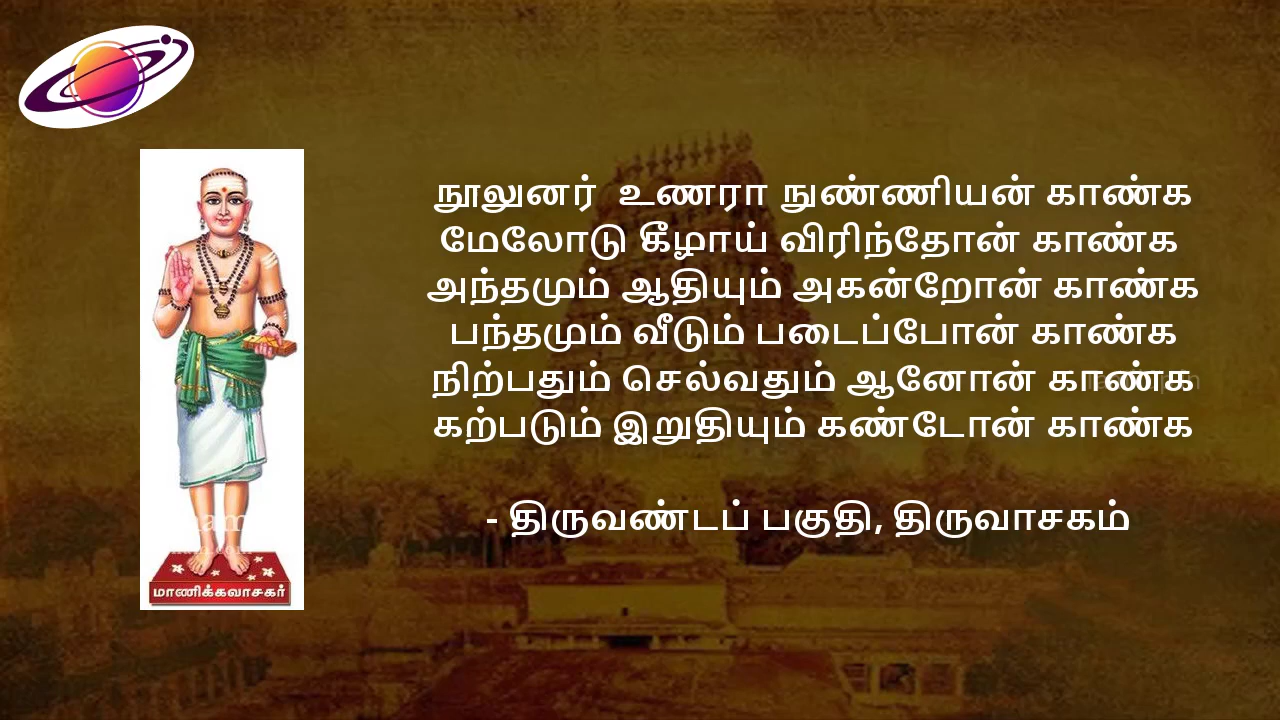 நூலுனர்  உணரா நுண்ணியன் காண்க
மேலோடு கீழாய் விரிந்தோன் காண்க
அந்தமும் ஆதியும் அகன்றோன் காண்க
பந்தமும் வீடும் படைப்போன் காண்க
நிற்பதும் செல்வதும் ஆனோன் காண்க
கற்படும் இறுதியும் கண்டோன் காண்க
- திருவண்டப் பகுதி, திருவாசகம்
மாணிக்கவாசகர்